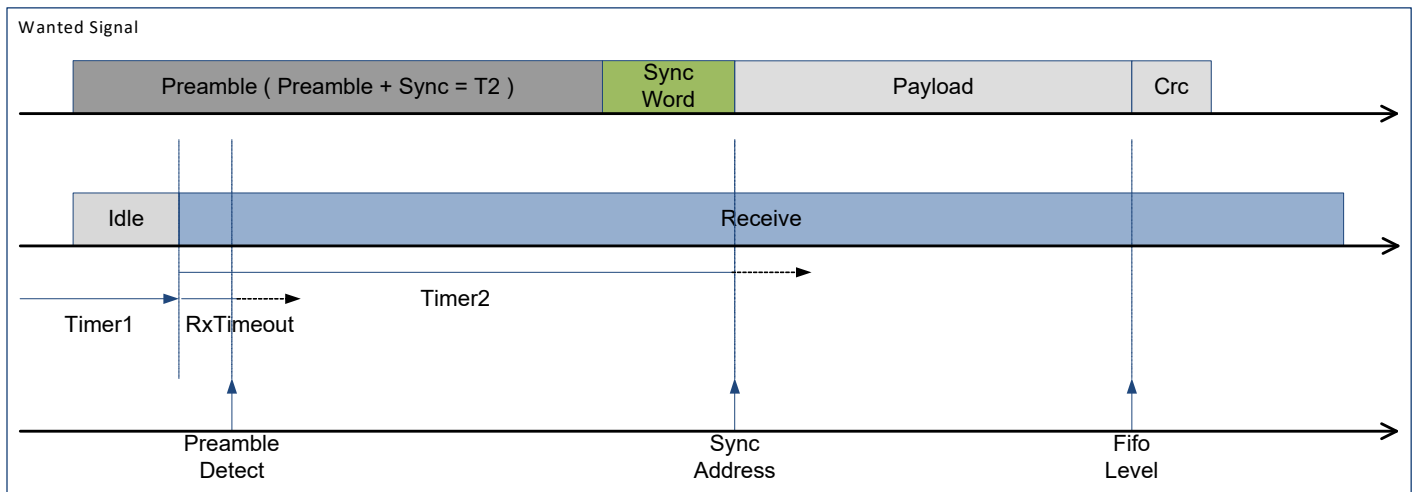 Wanted Signal
Preamble ( Preamble + Sync = T2 )
Sync
Word
Payload
Crc
Idle
Receive
Timer2
Timer1
RxTimeout
Preamble
Detect
Sync
Address
Fifo
Level